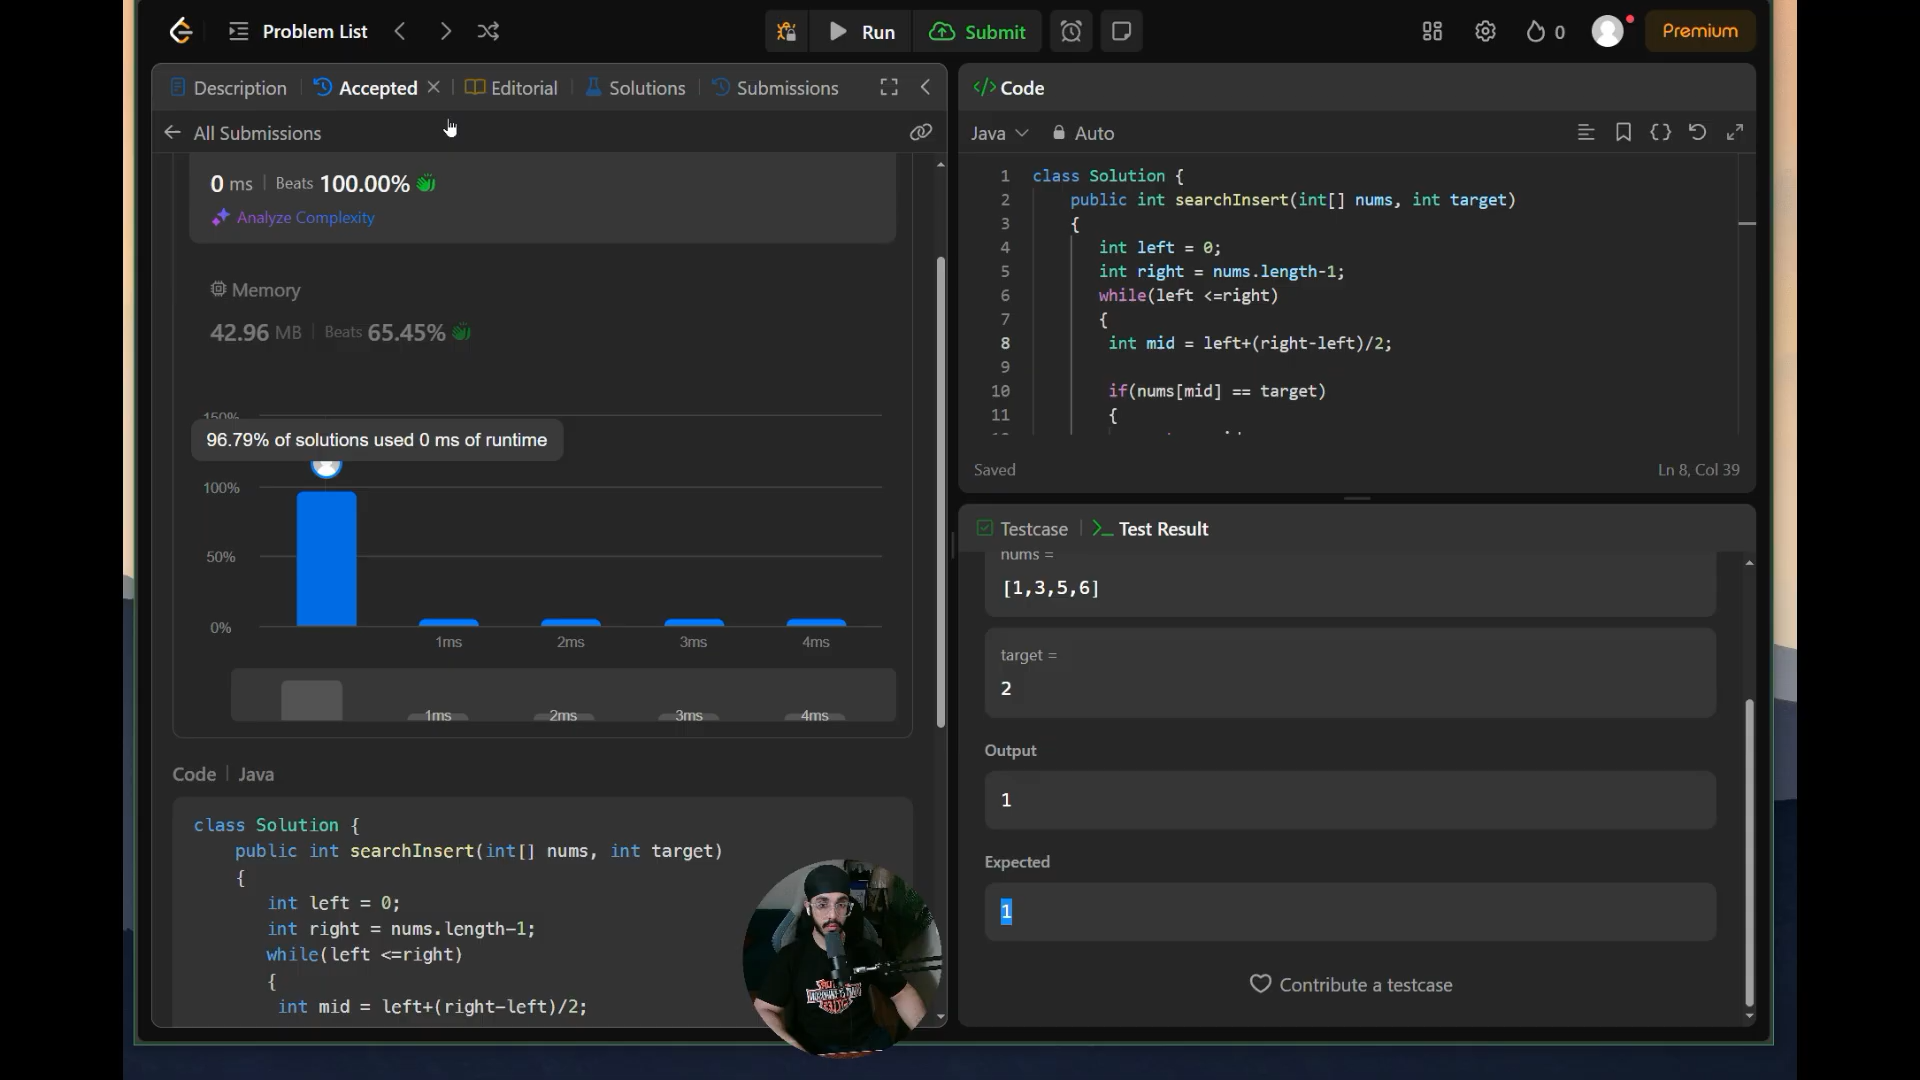 Problem List
Run
Submit
0
Premium
Description
Accepted
Editorial
Solutions
Submissions
All Submissions
0 ms
Beats 100.00%
Analyze Complexity
Memory
42.96 MB
Beats 65.45%
150%
96.79% of solutions used 0 ms of runtime
100%
50%
0%
1ms 2ms 3ms 4ms
1ms 2ms 3ms 4ms
Code
Java
class Solution {
public int searchInsert(int[] nums, int target)
{
int left = 0;
int right = nums.length-1;
while(left <=right)
{
int mid = left+(right-left)/2;
</> Code
Java
Auto
1 class Solution {
2 public int searchInsert(int[] nums, int target)
3 {
4 int left = 0;
5 int right = nums.length-1;
6 while(left <=right)
7 {
8 int mid = left+(right-left)/2;
9
10 if(nums[mid] == target)
11 {
Saved
Ln 8, Col 39
Testcase
Test Result
nums =
[1,3,5,6]
target =
2
Output
1
Expected
1
Contribute a testcase